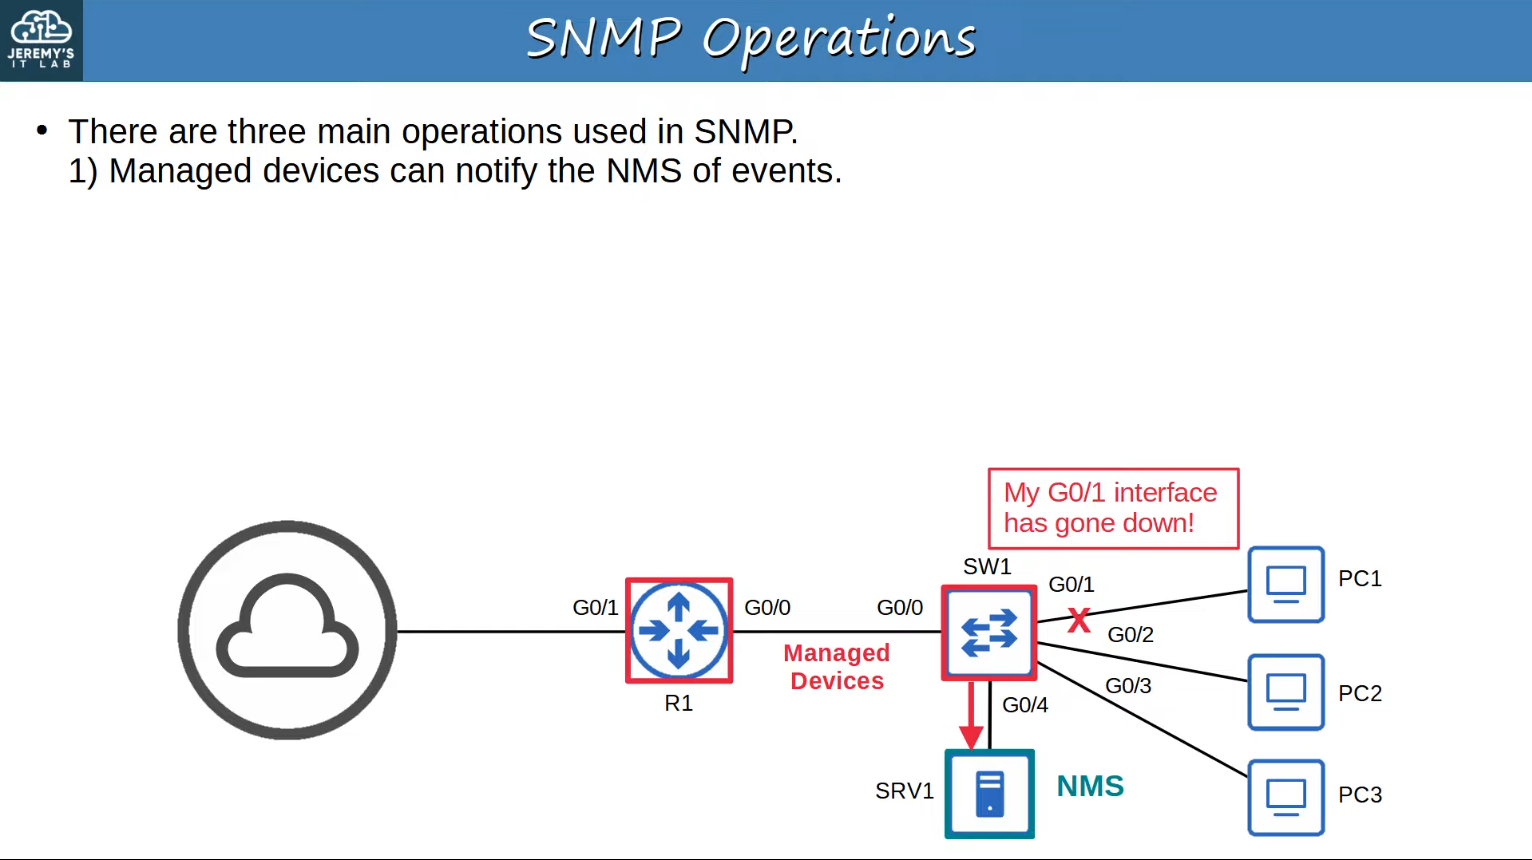 JEREMY'S
IT LAB
SNMP Operations
• There are three main operations used in SNMP.
1) Managed devices can notify the NMS of events.
My G0/1 interface
has gone down!
SW1
G0/1
PC1
G0/1
G0/0
G0/0
X
G0/2
Managed
Devices
G0/3
PC2
R1
G0/4
SRV1
NMS
PC3